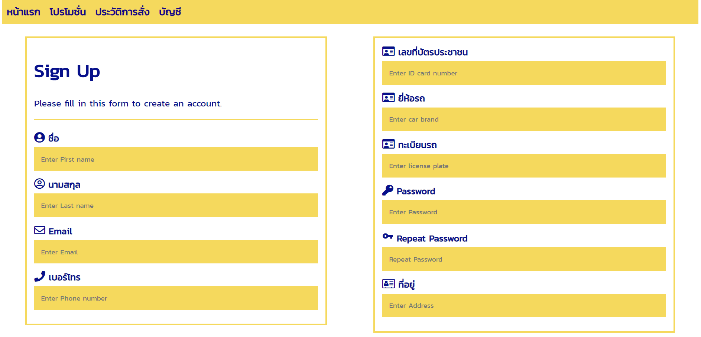 หน้าแรก โปรโมชั่น ประวัติการสั่ง บัญชี
Sign Up
Please fill in this form to create an account.
ชื่อ
Enter First name
นามสกุล
Enter Last name
Email
Enter Email
เบอร์โทร
Enter Phone number
เลขที่บัตรประชาชน
Enter ID card number
ยี่ห้อรถ
Enter car brand
ทะเบียนรถ
Enter license plate
Password
Enter Password
Repeat Password
Repeat Password
ที่อยู่
Enter Address